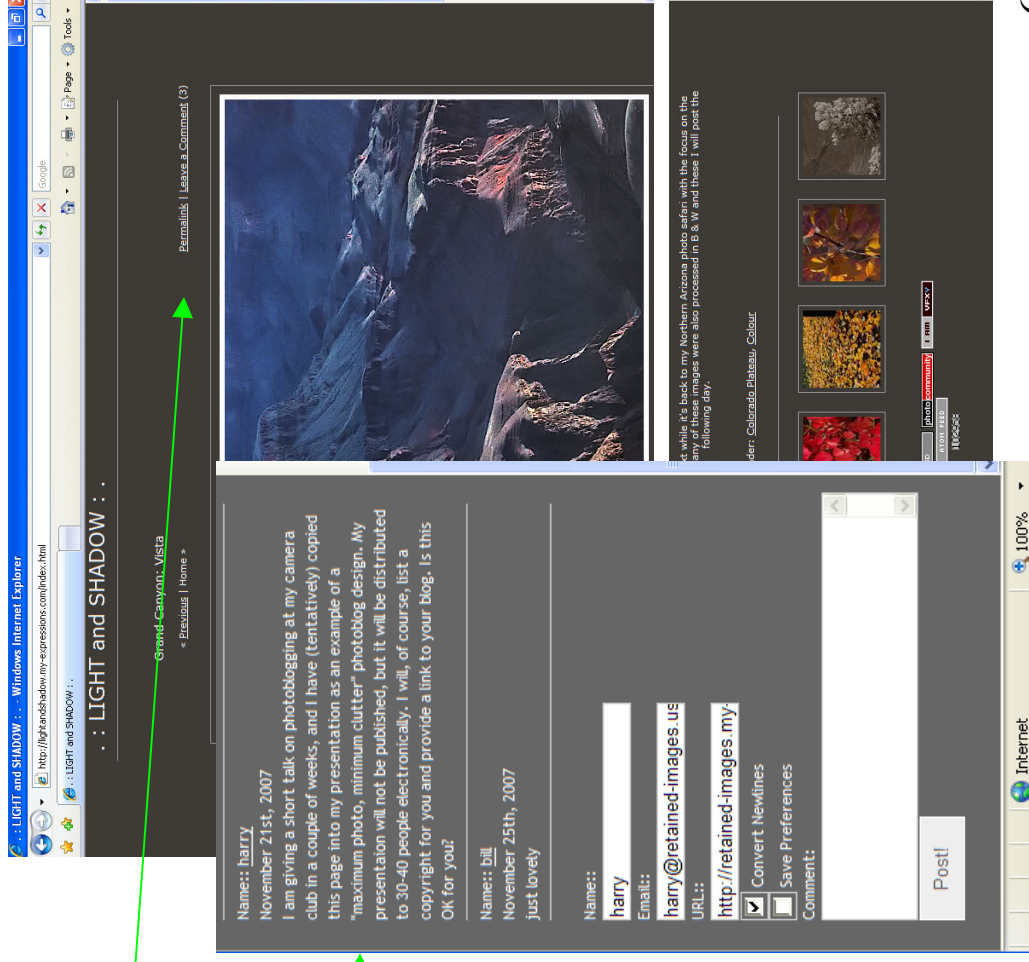 .: LIGHT and SHADOW : . - Windows Internet Explorer
http://lightandshadow.my-expressions.com/index.html
Google
.: LIGHT and SHADOW : .
Page
Tools
. : LIGHT and SHADOW : .
Grand Canyon: Vista
« Previous | Home »
Permalink | Leave a Comment (3)
xt while it's back to my Northern Arizona photo safari with the focus on the
any of these images were also processed in B & W and these I will post the
following day.
der: Colorado Plateau, Colour
photocommunity
I AM VFXY
ATOM FEED
Name:: harry
November 21st, 2007
I am giving a short talk on photoblogging at my camera
club in a couple of weeks, and I have (tentatively) copied
this page into my presentation as an example of a
"maximum photo, minimum clutter" photoblog design. My
presentaion will not be published, but it will be distributed
to 30-40 people electronically. I will, of course, list a
copyright for you and provide a link to your blog. Is this
OK for you?
Name:: bill
November 25th, 2007
just lovely
Name::
harry
Email::
harry@retained-images.us
URL::
http://retained-images.my-
Convert Newlines
Save Preferences
Comment:
Post!
Internet
100%